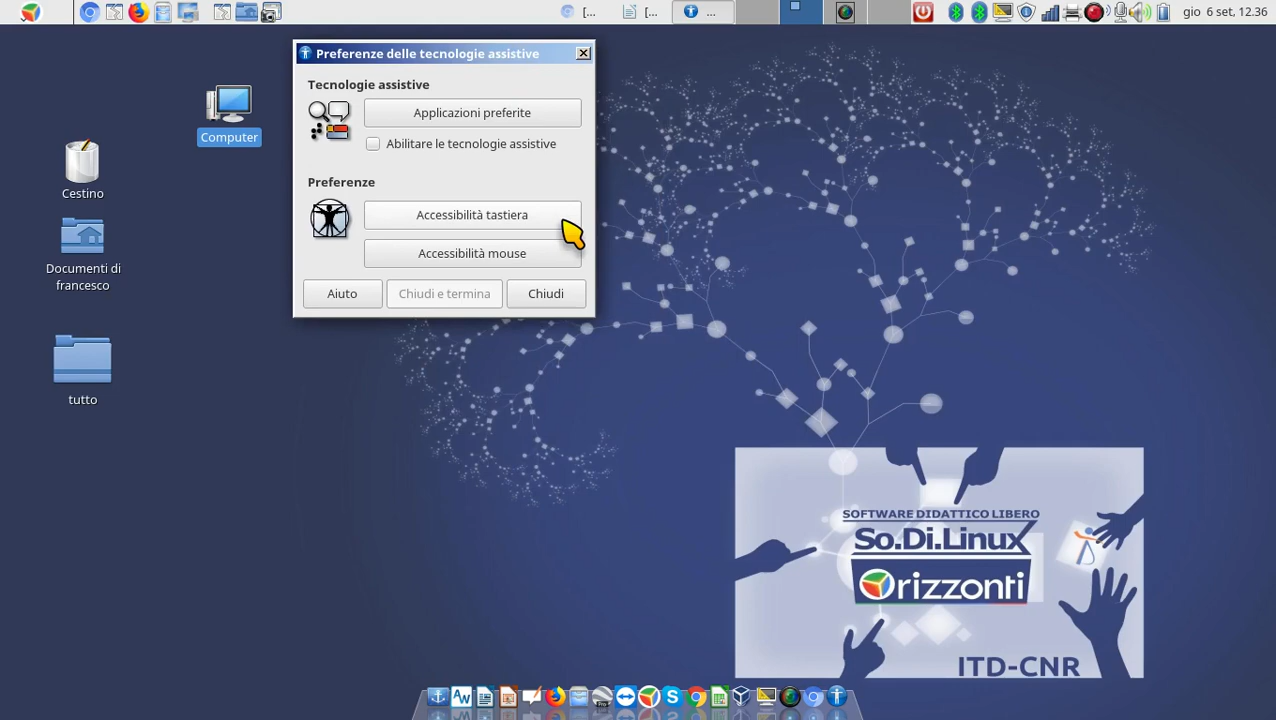 [...
[...
...
gio 6 set, 12.36
Preferenze delle tecnologie assistive
Tecnologie assistive
Applicazioni preferite
Abilitare le tecnologie assistive
Preferenze
Accessibilità tastiera
Accessibilità mouse
Aiuto
Chiudi e termina
Chiudi
Computer
Cestino
Documenti di
francesco
tutto
SOFTWARE DIDATTICO LIBERO
So.Di.Linux
Orizzonti
ITD-CNR